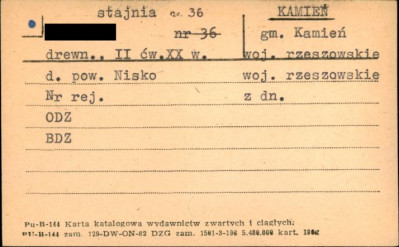 stajnia nr 36 KAMIEŃ
nr 36 gm. Kamień
drewn., II ćw.XX w. woj. rzeszowskie
d. pow. Nisko woj. rzeszowskie
Nr rej. z dn.
ODZ
BDZ
Pu-B-144 Karta katalogowa wydawnictw zwartych i ciągłych.
PU-B-144 zam. 129-DW-ON-62 DZG zam. 1501-3-196 5.480.000 kart.